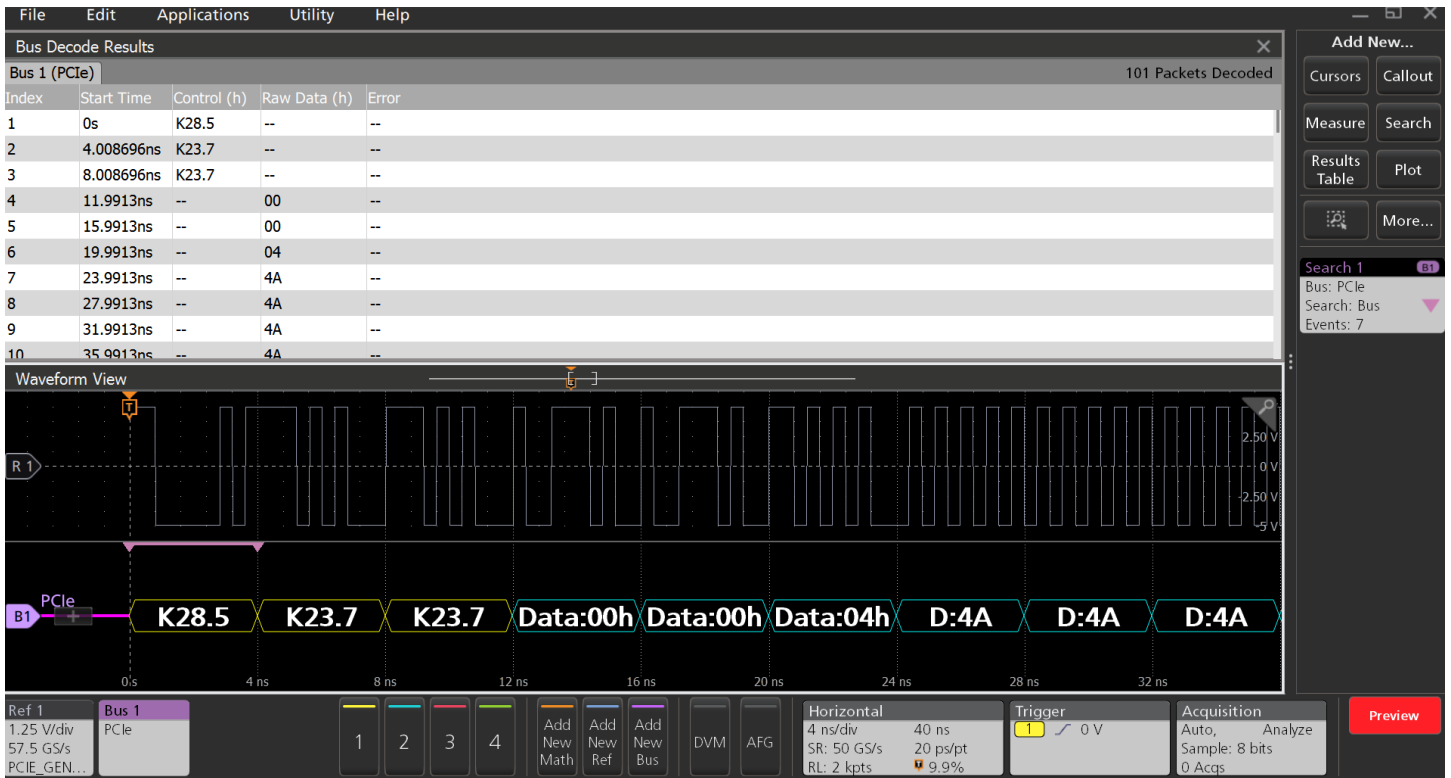 File Edit Applications Utility Help
Bus Decode Results
Bus 1 (PCIe) 101 Packets Decoded
Index Start Time Control (h) Raw Data (h) Error
1 0s K28.5 -- --
2 4.008696ns K23.7 -- --
3 8.008696ns K23.7 -- --
4 11.9913ns -- 00 --
5 15.9913ns -- 00 --
6 19.9913ns -- 04 --
7 23.9913ns -- 4A --
8 27.9913ns -- 4A --
9 31.9913ns -- 4A --
10 35.9913ns -- 4A --
Add New...
Cursors Callout
Measure Search
Results Table Plot
More...
Search 1 B1
Bus: PCIe
Search: Bus
Events: 7
Waveform View
T
R 1
2.50 V
0 V
-2.50 V
-5 V
PCIe
B1 K28.5 K23.7 K23.7 Data:00h Data:00h Data:04h D:4A D:4A D:4A
0s 4 ns 8 ns 12 ns 16 ns 20 ns 24 ns 28 ns 32 ns
Ref 1
1.25 V/div
57.5 GS/s
PCIE_GEN...
Bus 1
PCIe
1 2 3 4
Add New Math
Add New Ref
Add New Bus
DVM AFG
Horizontal
4 ns/div 40 ns
SR: 50 GS/s 20 ps/pt
RL: 2 kpts 9.9%
Trigger
1 0 V
Acquisition
Auto, Analyze
Sample: 8 bits
0 Acqs
Preview